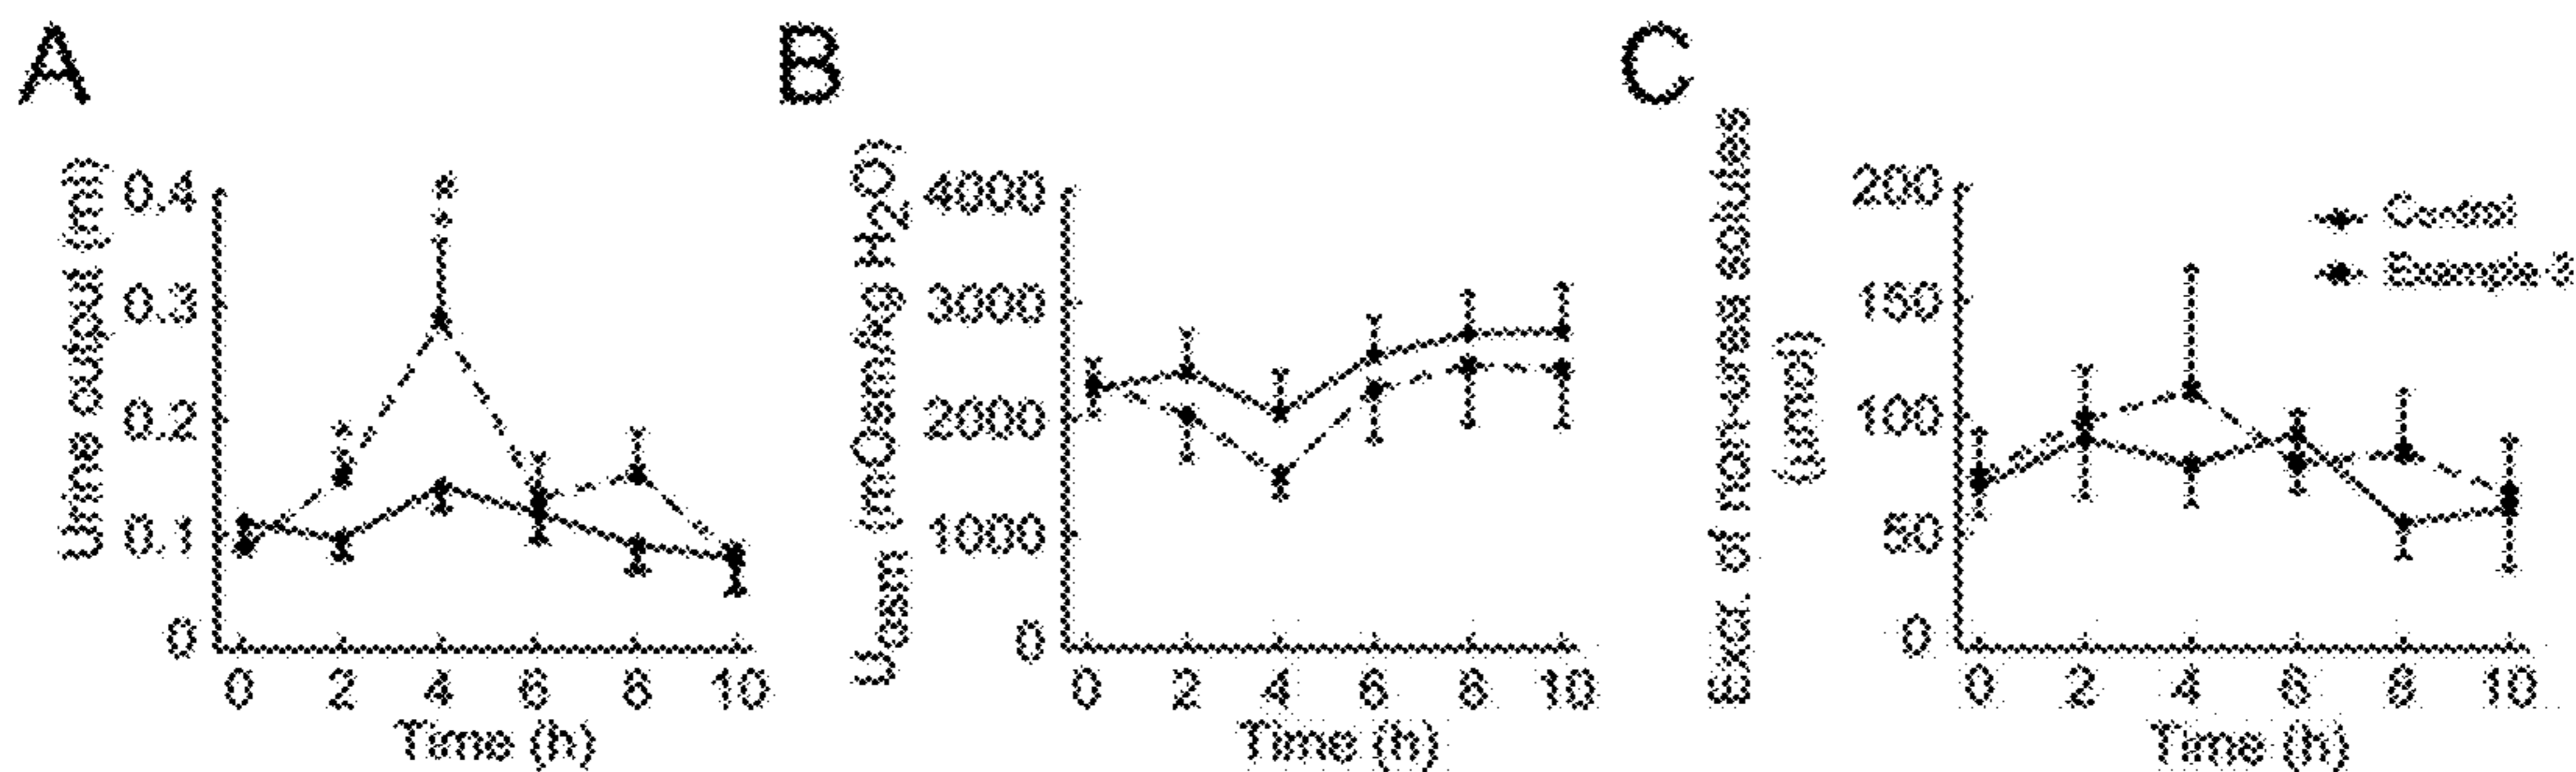 A
B
C
Urine output (ml)
0.4
0.3
0.2
0.1
0
*
*
0 2 4 6 8 10
Time (h)
Uosm (mOsm/kg H2O)
4000
3000
2000
1000
0
0 2 4 6 8 10
Time (h)
Excr. of non-urea solutes
(μmol)
200
150
100
50
0
0 2 4 6 8 10
Time (h)
Control
Example 3